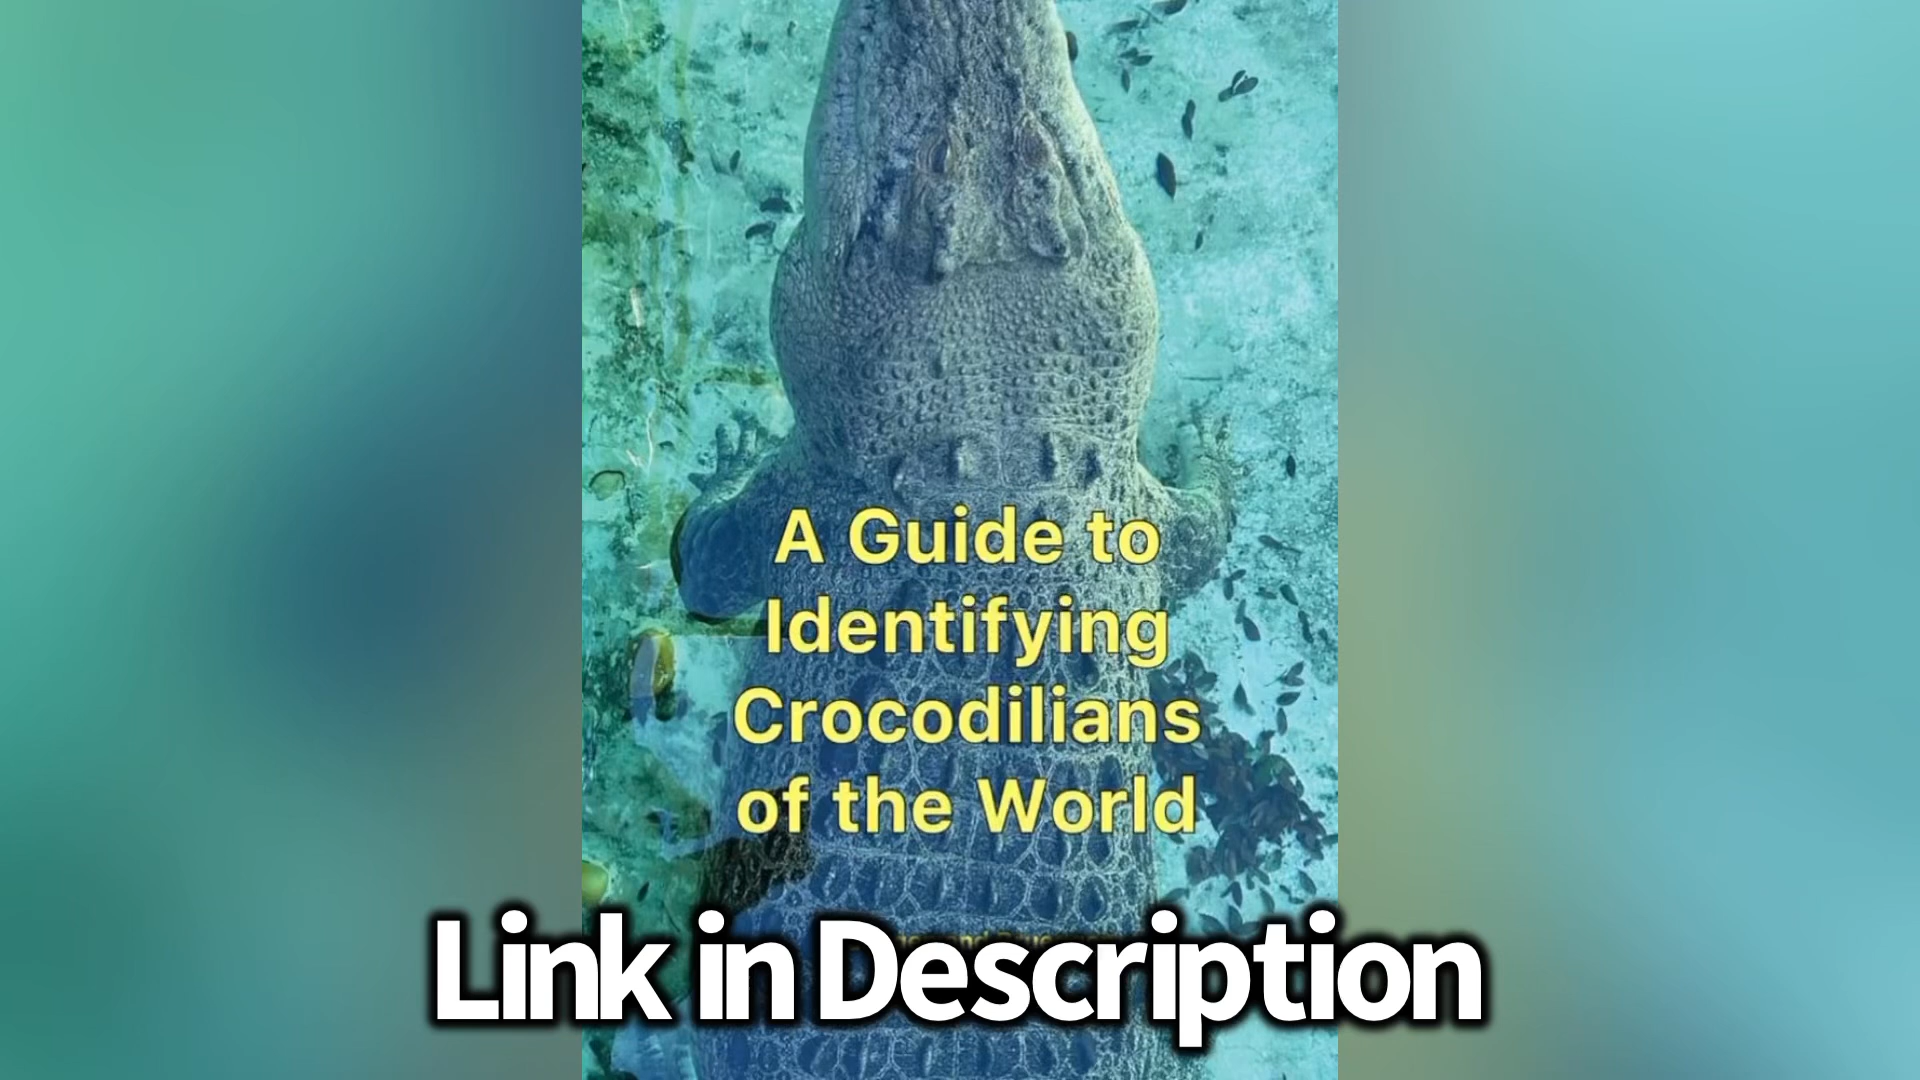 A Guide to
Identifying
Crocodilians
of the World
Link in Description